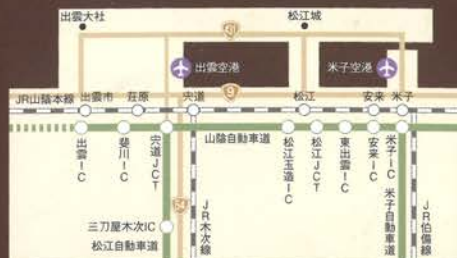 出雲大社
松江城
431
出雲空港
米子空港
9
JR山陰本線
出雲市
荘原
宍道
松江
安来
米子
出雲IC
斐川IC
宍道JCT
山陰自動車道
松江玉造IC
松江JCT
東出雲IC
安来IC
米子IC
米子自動車道
54
三刀屋木次IC
松江自動車道
JR木次線
JR伯備線